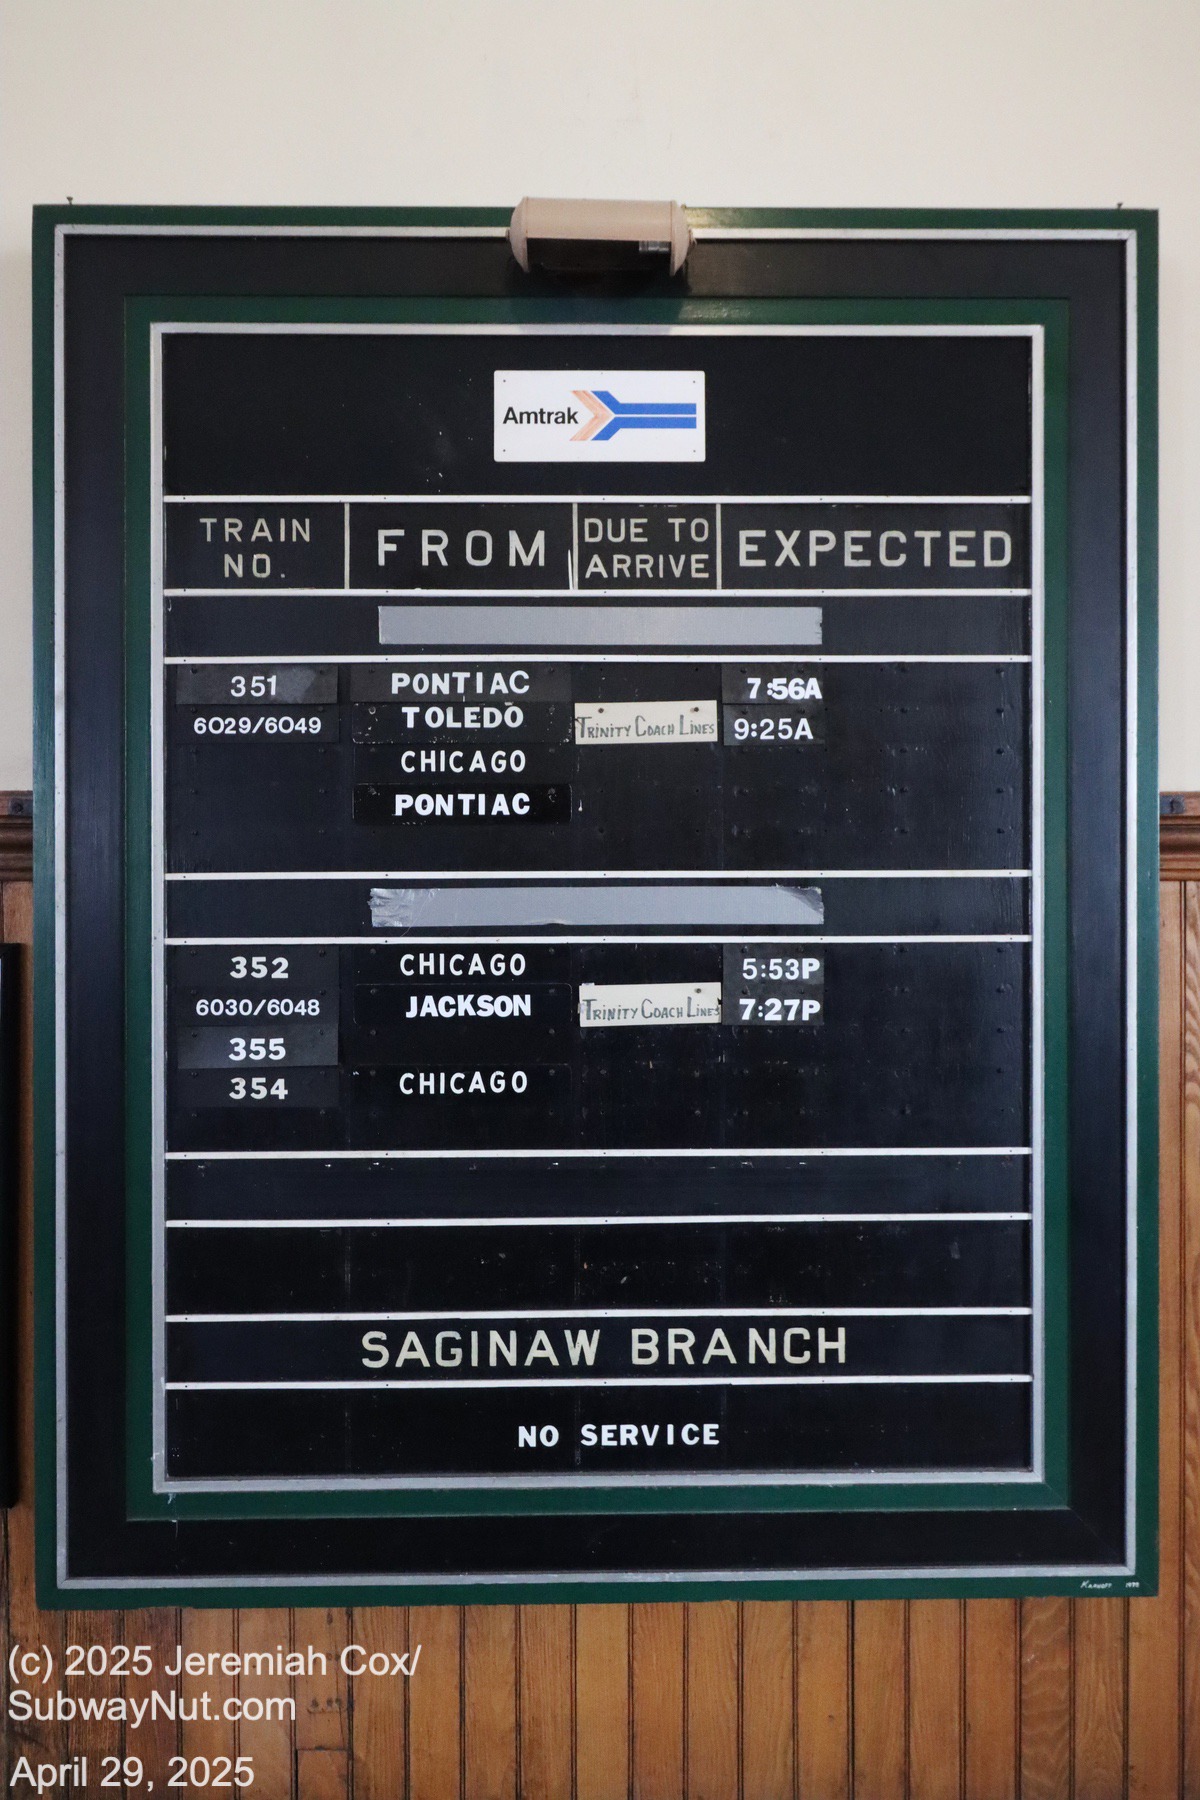 Amtrak
TRAIN NO. FROM DUE TO ARRIVE EXPECTED
351 PONTIAC 7:56A
6029/6049 TOLEDO TRINITY COACH LINES 9:25A
CHICAGO
PONTIAC
352 CHICAGO 5:53P
6030/6048 JACKSON TRINITY COACH LINES 7:27P
355
354 CHICAGO
SAGINAW BRANCH
NO SERVICE
(c) 2025 Jeremiah Cox/
SubwayNut.com
April 29, 2025